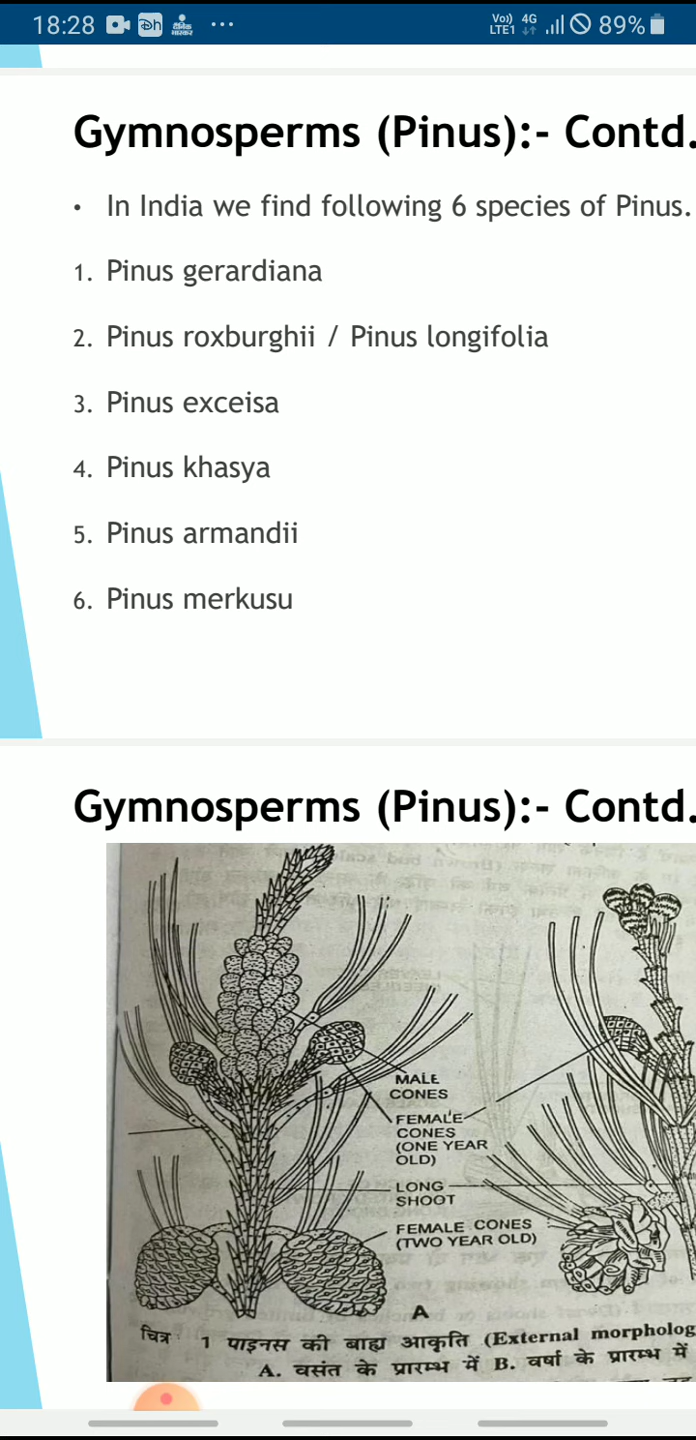 18:28
Vo)) 4G
LTE1
89%
Gymnosperms (Pinus):- Contd.
• In India we find following 6 species of Pinus.
1. Pinus gerardiana
2. Pinus roxburghii / Pinus longifolia
3. Pinus exceisa
4. Pinus khasya
5. Pinus armandii
6. Pinus merkusu
Gymnosperms (Pinus):- Contd.
MALE
CONES
FEMALE
CONES
(ONE YEAR
OLD)
LONG
SHOOT
FEMALE CONES
(TWO YEAR OLD)
A
चित्र 1 पाइनस की बाह्य आकृति (External morpholog
A. वसंत के प्रारम्भ में B. वर्षा के प्रारम्भ में